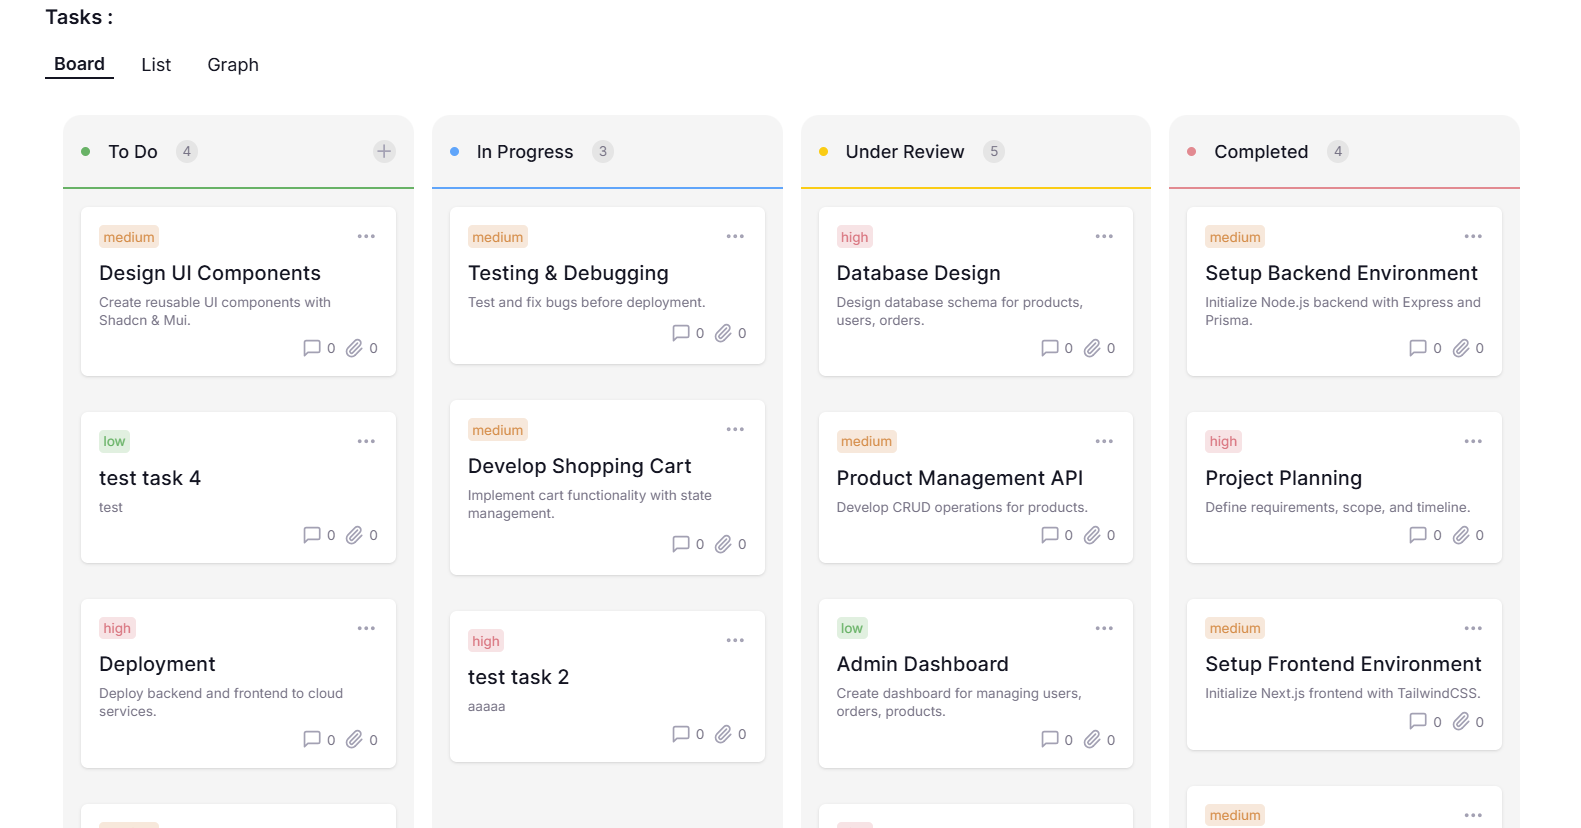 Tasks :
Board List Graph
To Do 4
medium
Design UI Components
Create reusable UI components with
Shadcn & Mui.
0 0
low
test task 4
test
0 0
high
Deployment
Deploy backend and frontend to cloud
services.
0 0
In Progress 3
medium
Testing & Debugging
Test and fix bugs before deployment.
0 0
medium
Develop Shopping Cart
Implement cart functionality with state
management.
0 0
high
test task 2
aaaaa
0 0
Under Review 5
high
Database Design
Design database schema for products,
users, orders.
0 0
medium
Product Management API
Develop CRUD operations for products.
0 0
low
Admin Dashboard
Create dashboard for managing users,
orders, products.
0 0
Completed 4
medium
Setup Backend Environment
Initialize Node.js backend with Express and
Prisma.
0 0
high
Project Planning
Define requirements, scope, and timeline.
0 0
medium
Setup Frontend Environment
Initialize Next.js frontend with TailwindCSS.
0 0
medium